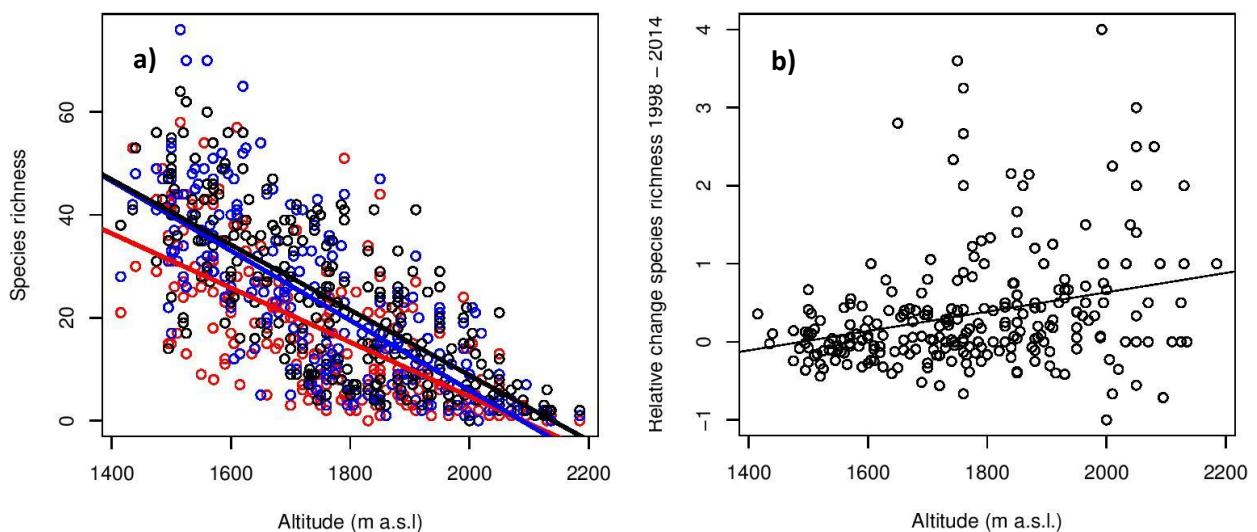 a)
Species richness
60
40
20
0
1400 1600 1800 2000 2200
Altitude (m a.s.l)
b)
Relative change species richness 1998 – 2014
4
3
2
1
0
−1
1400 1600 1800 2000 2200
Altitude (m a.s.l.)